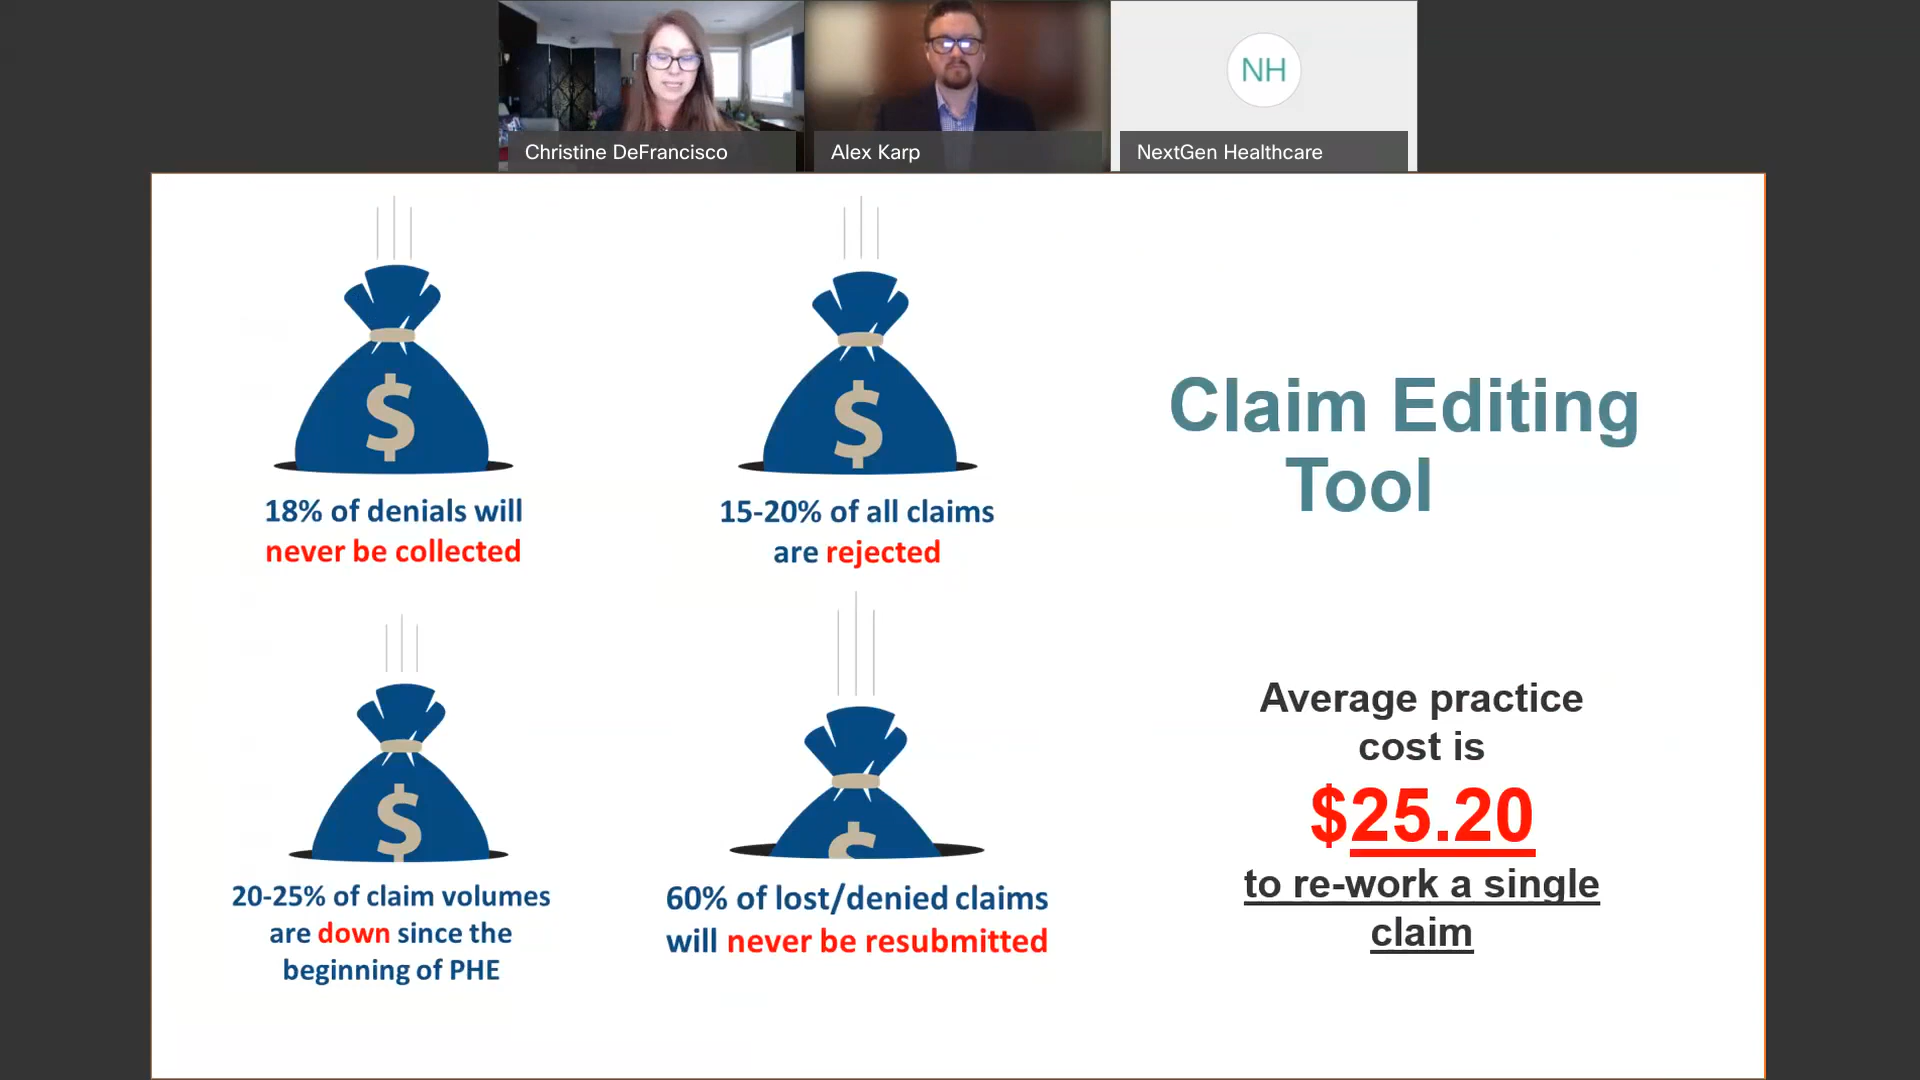 Christine DeFrancisco
Alex Karp
NH
NextGen Healthcare
$
18% of denials will
never be collected
$
15-20% of all claims
are rejected
$
20-25% of claim volumes
are down since the
beginning of PHE
$
60% of lost/denied claims
will never be resubmitted
Claim Editing
Tool
Average practice
cost is
$25.20
to re-work a single
claim